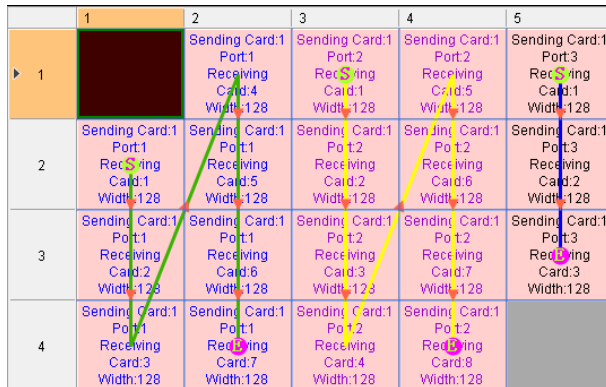 1 2 3 4 5
1
Sending Card:1
Port:1
Receiving
Card:4
Width:128
Sending Card:1
Port:2
Receiving
Card:1
Width:128
Sending Card:1
Port:2
Receiving
Card:5
Width:128
Sending Card:1
Port:3
Receiving
Card:1
Width:128
2
Sending Card:1
Port:1
Receiving
Card:1
Width:128
Sending Card:1
Port:1
Receiving
Card:5
Width:128
Sending Card:1
Port:2
Receiving
Card:2
Width:128
Sending Card:1
Port:2
Receiving
Card:6
Width:128
Sending Card:1
Port:3
Receiving
Card:2
Width:128
3
Sending Card:1
Port:1
Receiving
Card:2
Width:128
Sending Card:1
Port:1
Receiving
Card:6
Width:128
Sending Card:1
Port:2
Receiving
Card:3
Width:128
Sending Card:1
Port:2
Receiving
Card:7
Width:128
Sending Card:1
Port:3
Receiving
Card:3
Width:128
4
Sending Card:1
Port:1
Receiving
Card:3
Width:128
Sending Card:1
Port:1
Receiving
Card:7
Width:128
Sending Card:1
Port:2
Receiving
Card:4
Width:128
Sending Card:1
Port:2
Receiving
Card:8
Width:128
S
S
S
E
E
E